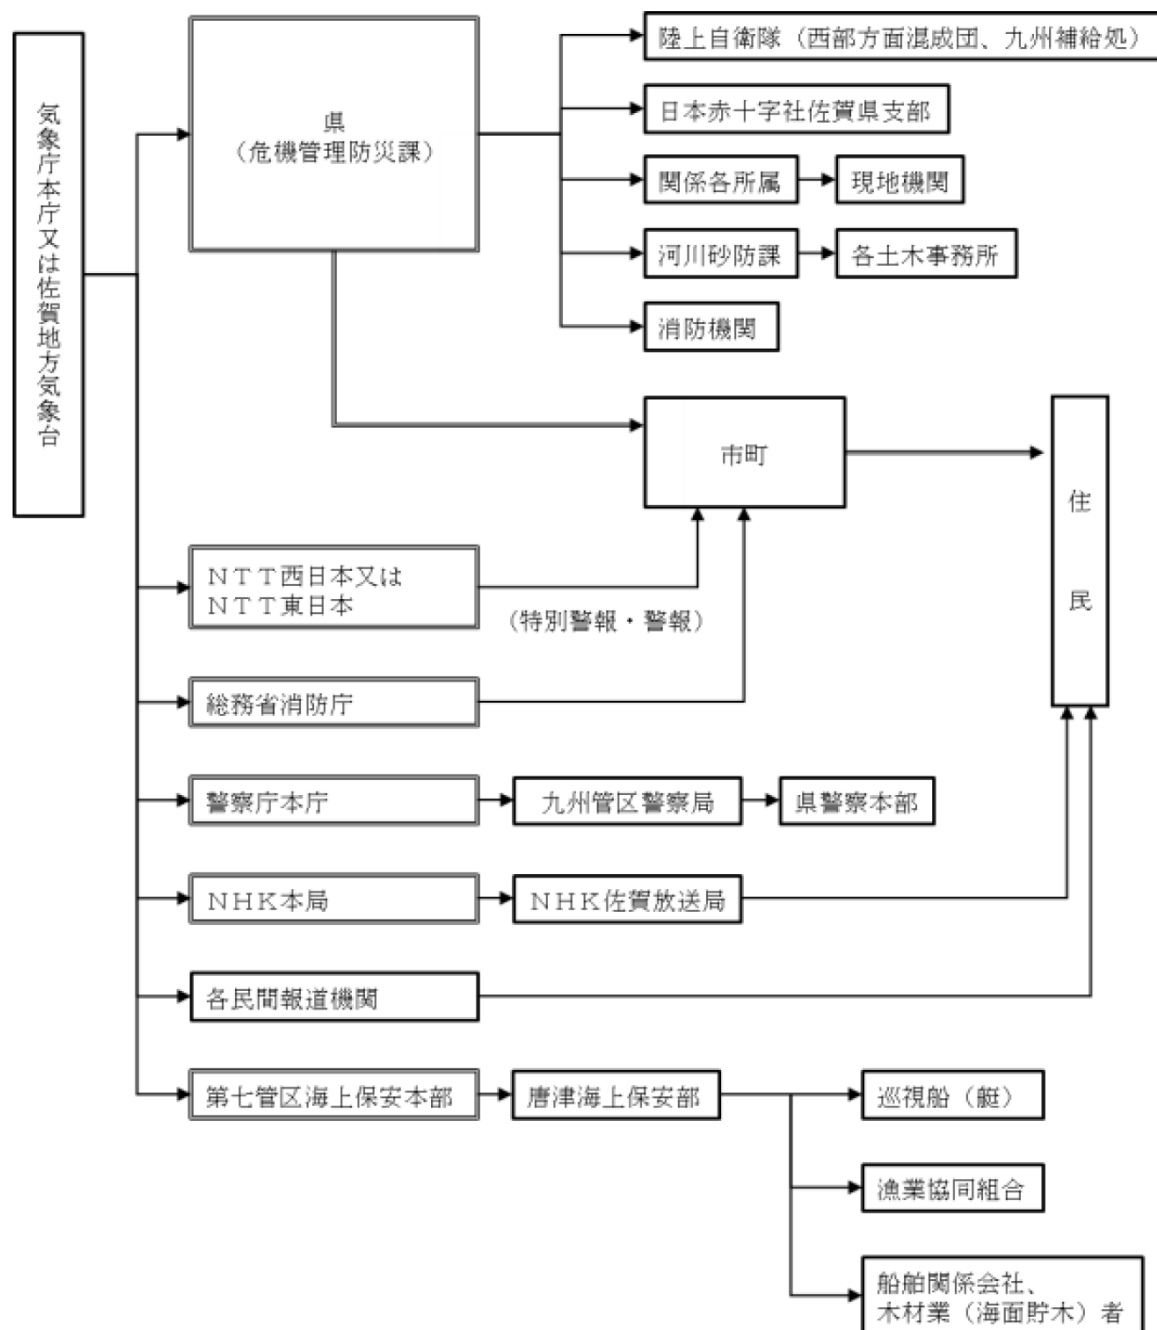 気象庁本庁又は佐賀地方気象台
県
（危機管理防災課）
陸上自衛隊（西部方面混成団、九州補給処）
日本赤十字社佐賀県支部
関係各所属
現地機関
河川砂防課
各土木事務所
消防機関
市町
住民
ＮＴＴ西日本又は
ＮＴＴ東日本
（特別警報・警報）
総務省消防庁
警察庁本庁
九州管区警察局
県警察本部
ＮＨＫ本局
ＮＨＫ佐賀放送局
各民間報道機関
第七管区海上保安本部
唐津海上保安部
巡視船（艇）
漁業協同組合
船舶関係会社、
木材業（海面貯木）者